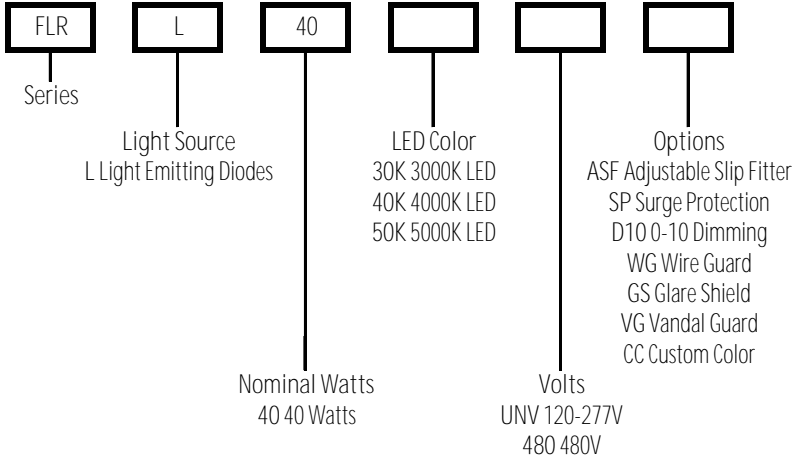 FLR L 40
Series
Light Source
L Light Emitting Diodes
LED Color
30K 3000K LED
40K 4000K LED
50K 5000K LED
Options
ASF Adjustable Slip Fitter
SP Surge Protection
D10 0-10 Dimming
WG Wire Guard
GS Glare Shield
VG Vandal Guard
CC Custom Color
Nominal Watts
40 40 Watts
Volts
UNV 120-277V
480 480V